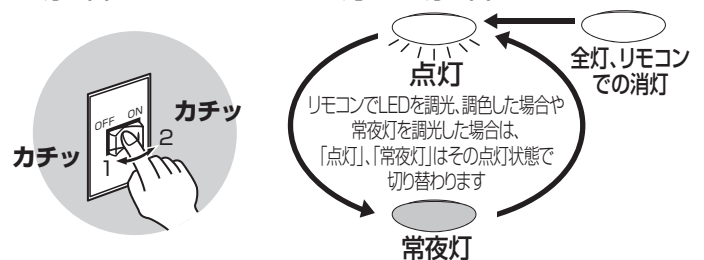 OFF ON
カチッ
2
カチッ
1
点灯
全灯、リモコン
での消灯
リモコンでLEDを調光、調色した場合や
常夜灯を調光した場合は、
「点灯」、「常夜灯」はその点灯状態で
切り替わります
常夜灯